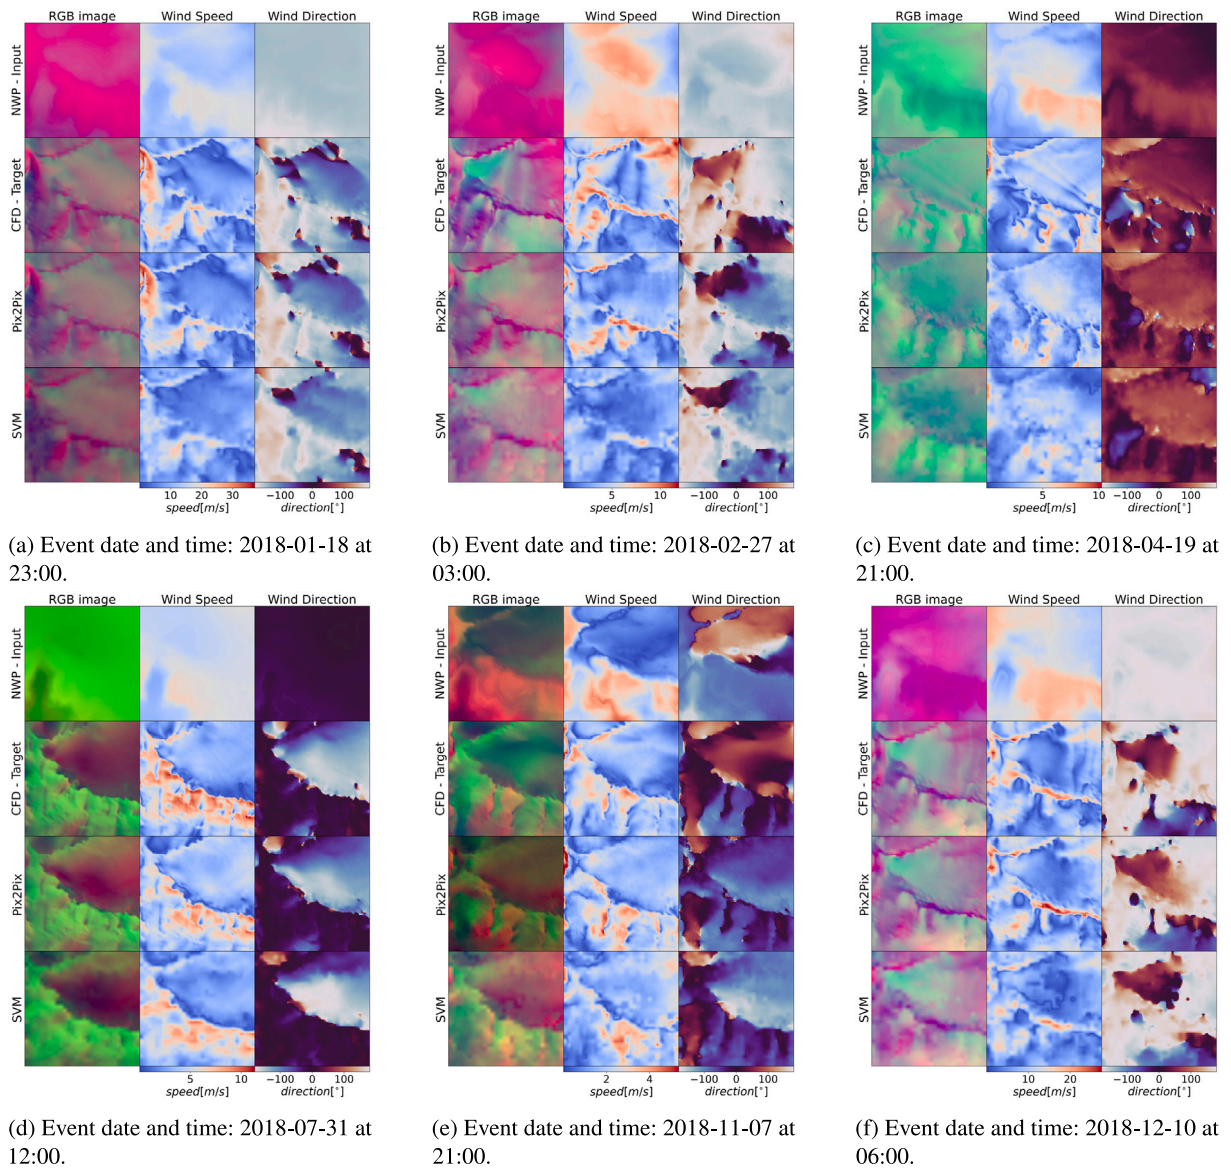 RGB image Wind Speed Wind Direction
NWP - Input
CFD - Target
Pix2Pix
SVM
10 20 30 −100 0 100
speed[m/s] direction[°]
(a) Event date and time: 2018-01-18 at
23:00.
RGB image Wind Speed Wind Direction
NWP - Input
CFD - Target
Pix2Pix
SVM
5 10 −100 0 100
speed[m/s] direction[°]
(b) Event date and time: 2018-02-27 at
03:00.
RGB image Wind Speed Wind Direction
NWP - Input
CFD - Target
Pix2Pix
SVM
5 10 −100 0 100
speed[m/s] direction[°]
(c) Event date and time: 2018-04-19 at
21:00.
RGB image Wind Speed Wind Direction
NWP - Input
CFD - Target
Pix2Pix
SVM
5 10 −100 0 100
speed[m/s] direction[°]
(d) Event date and time: 2018-07-31 at
12:00.
RGB image Wind Speed Wind Direction
NWP - Input
CFD - Target
Pix2Pix
SVM
2 4 −100 0 100
speed[m/s] direction[°]
(e) Event date and time: 2018-11-07 at
21:00.
RGB image Wind Speed Wind Direction
NWP - Input
CFD - Target
Pix2Pix
SVM
10 20 −100 0 100
speed[m/s] direction[°]
(f) Event date and time: 2018-12-10 at
06:00.